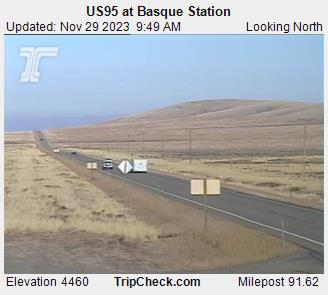 US95 at Basque Station
Updated: Nov 29 2023 9:49 AM Looking North
Elevation 4460 TripCheck.com Milepost 91.62